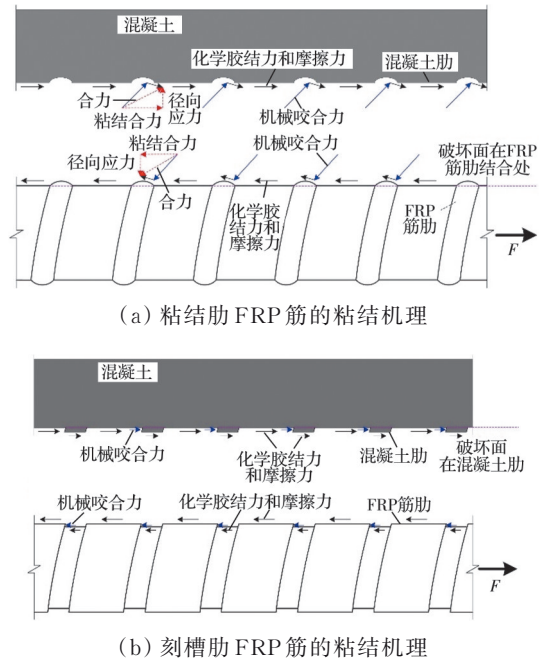 混凝土
化学胶结力和摩擦力
混凝土肋
合力
径向
应力
粘结合力
机械咬合力
粘结合力
机械咬合力
径向应力
合力
破坏面在FRP
筋肋结合处
化学胶
结力和
摩擦力
FRP
筋肋
F
(a) 粘结肋FRP筋的粘结机理
混凝土
机械咬合力
化学胶结力
和摩擦力
混凝土肋
破坏面
在混凝土肋
机械咬合力
化学胶结力和摩擦力
FRP筋肋
F
(b) 刻槽肋FRP筋的粘结机理